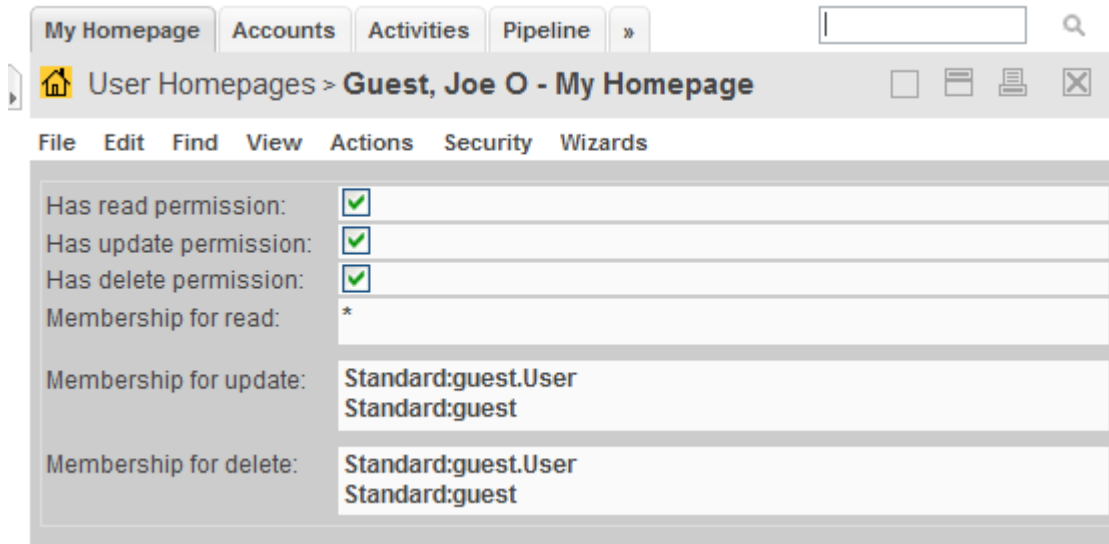 My Homepage Accounts Activities Pipeline »
User Homepages > Guest, Joe O - My Homepage
File Edit Find View Actions Security Wizards
Has read permission:
Has update permission:
Has delete permission:
Membership for read: *
Membership for update: Standard:guest.User
Standard:guest
Membership for delete: Standard:guest.User
Standard:guest